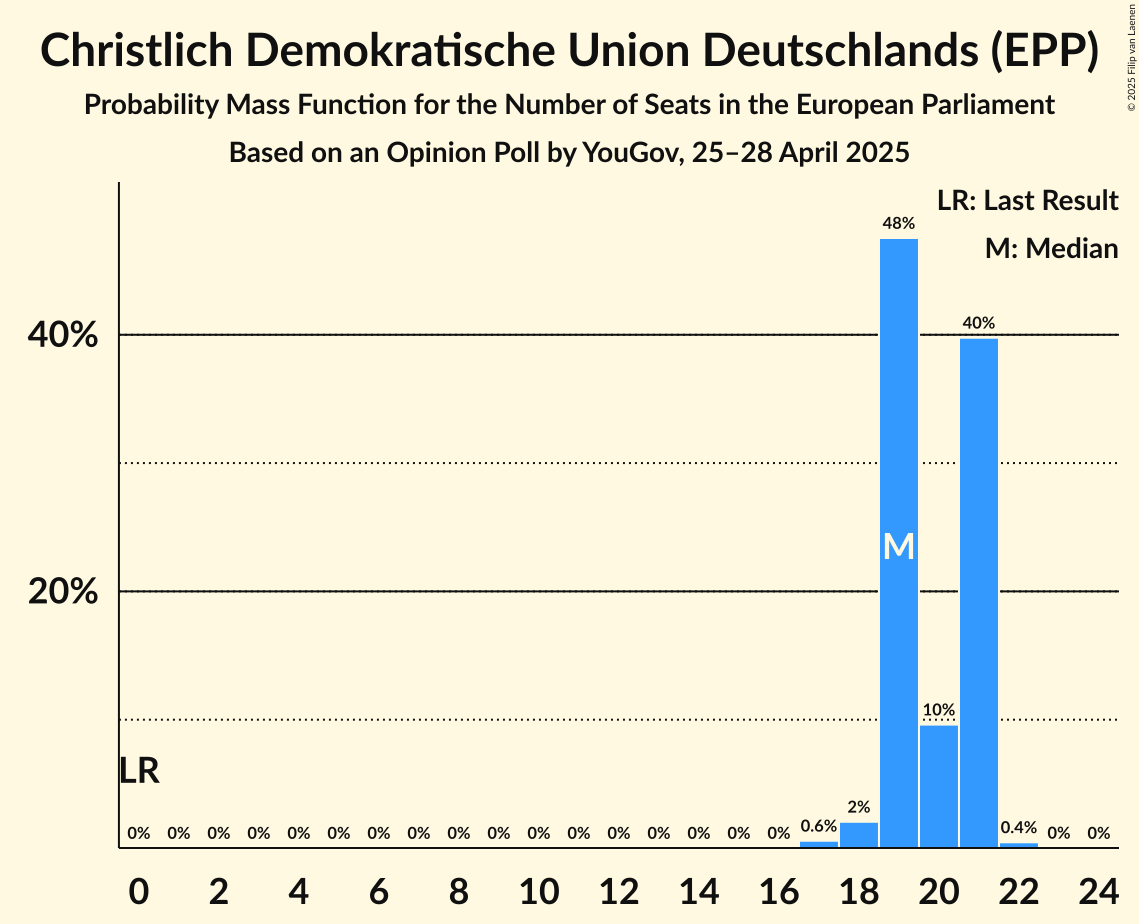 Christlich Demokratische Union Deutschlands (EPP)
Probability Mass Function for the Number of Seats in the European Parliament
Based on an Opinion Poll by YouGov, 25–28 April 2025
© 2025 Filip van Laenen
LR: Last Result
M: Median
48%
40%
40%
M
20%
10%
LR
2%
0% 0% 0% 0% 0% 0% 0% 0% 0% 0% 0% 0% 0% 0% 0% 0% 0% 0.6% 0.4% 0% 0%
0 2 4 6 8 10 12 14 16 18 20 22 24